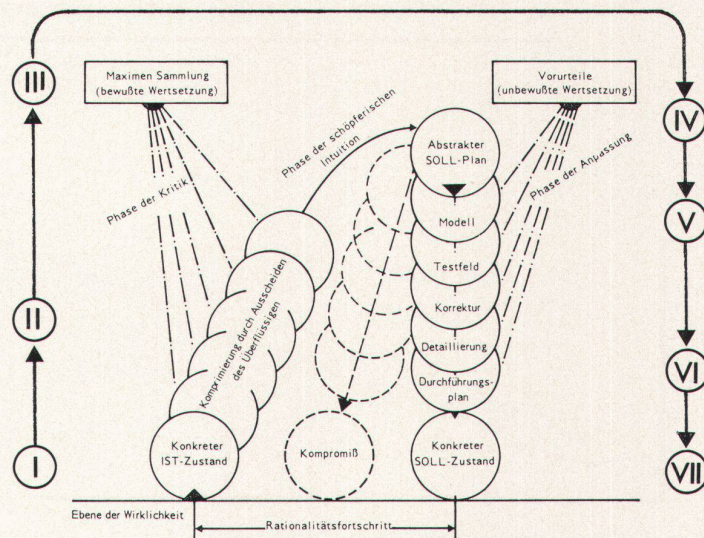 III
Maximen Sammlung
(bewußte Wertsetzung)
Vorurteile
(unbewußte Wertsetzung)
IV
Phase der schöpferischen
Intuition
Abstrakter
SOLL-Plan
Phase der Kritik
Phase der Anpassung
V
Modell
Testfeld
II
Komprimierung durch Ausscheiden
des Überflüssigen
Korrektur
Detaillierung
VI
Durchführungs-
plan
I
Konkreter
IST-Zustand
Kompromiß
Konkreter
SOLL-Zustand
VII
Ebene der Wirklichkeit
Rationalitätsfortschritt